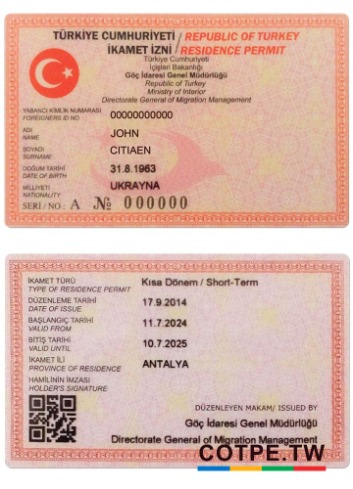 TÜRKİYE CUMHURİYETİ / REPUBLIC OF TURKEY
İKAMET İZNİ / RESIDENCE PERMIT
Türkiye Cumhuriyeti
İçişleri Bakanlığı
Göç İdaresi Genel Müdürlüğü
Republic of Turkey
Ministry of Interior
Directorate General of Migration Management
YABANCI KİMLİK NUMARASI
FOREIGNERS ID NO
00000000000
ADI
NAME
JOHN
SOYADI
SURNAME
CITIAEN
DOĞUM TARİHİ
DATE OF BIRTH
31.8.1963
MİLLİYETİ
NATIONALITY
UKRAYNA
SERİ / NO : A № 000000
İKAMET TÜRÜ
TYPE OF RESIDENCE PERMIT
Kısa Dönem / Short-Term
DÜZENLEME TARİHİ
DATE OF ISSUE
17.9.2014
BAŞLANGIÇ TARİHİ
VALID FROM
11.7.2024
BİTİŞ TARİHİ
VALID UNTIL
10.7.2025
İKAMET İLİ
PROVINCE OF RESIDENCE
ANTALYA
HAMİLİNİN İMZASI
HOLDER'S SIGNATURE
DÜZENLEYEN MAKAM/ ISSUED BY
Göç İdaresi Genel Müdürlüğü
Directorate General of Migration Management
COTPE.TW